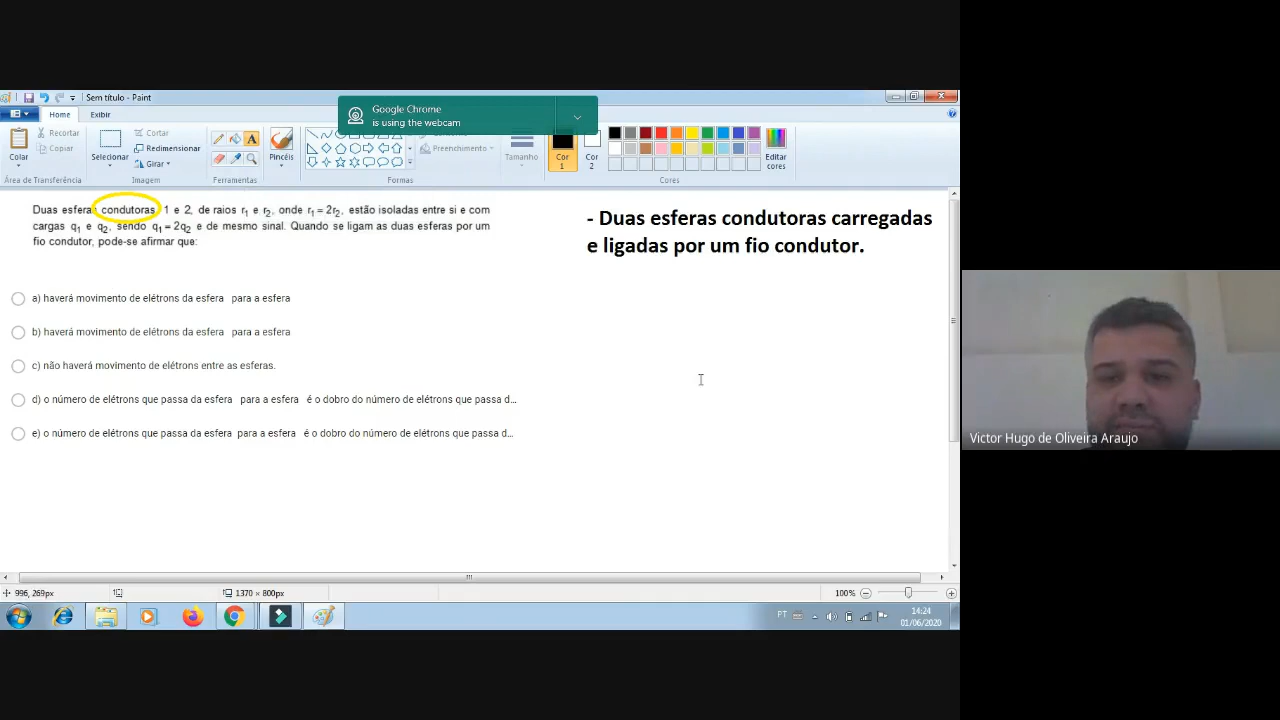 Sem título - Paint
Google Chrome
is using the webcam
Home
Exibir
Colar
Recortar
Copiar
Selecionar
Cortar
Redimensionar
Girar
Pincéis
Preenchimento
Tamanho
Cor
1
Cor
2
Editar
cores
Área de Transferência
Imagem
Ferramentas
Formas
Cores
Duas esferas condutoras 1 e 2, de raios r1 e r2, onde r1 = 2r2, estão isoladas entre si e com
cargas q1 e q2, sendo q1 = 2q2 e de mesmo sinal. Quando se ligam as duas esferas por um
fio condutor, pode-se afirmar que:
- Duas esferas condutoras carregadas
e ligadas por um fio condutor.
a) haverá movimento de elétrons da esfera para a esfera
b) haverá movimento de elétrons da esfera para a esfera
c) não haverá movimento de elétrons entre as esferas.
d) o número de elétrons que passa da esfera para a esfera é o dobro do número de elétrons que passa d...
e) o número de elétrons que passa da esfera para a esfera é o dobro do número de elétrons que passa d...
Victor Hugo de Oliveira Araujo
996, 269px
1370 × 800px
100%
PT
14:24
01/06/2020